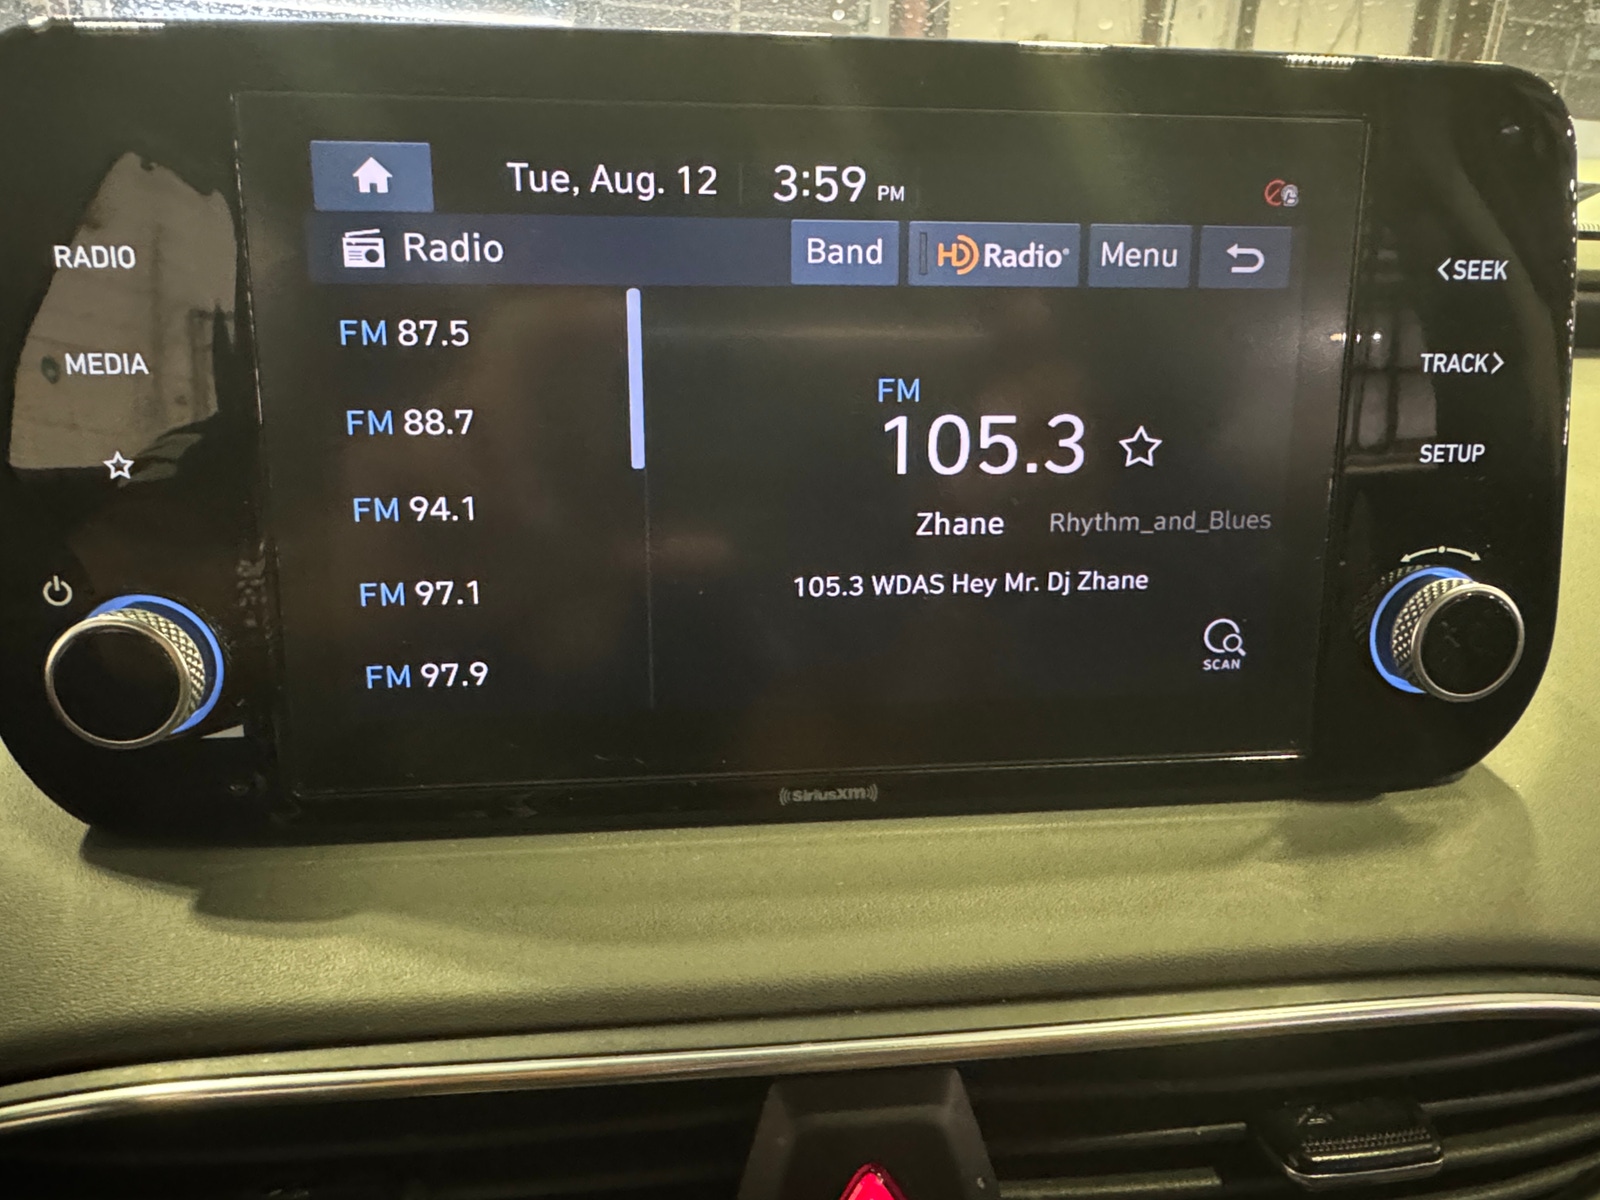 Tue, Aug. 12 3:59 PM
RADIO
Radio Band HD Radio® Menu
<SEEK
MEDIA
TRACK>
SETUP
FM 87.5
FM 88.7
FM 94.1
FM 97.1
FM 97.9
FM
105.3
Zhane Rhythm_and_Blues
105.3 WDAS Hey Mr. Dj Zhane
SCAN
((SiriusXM))